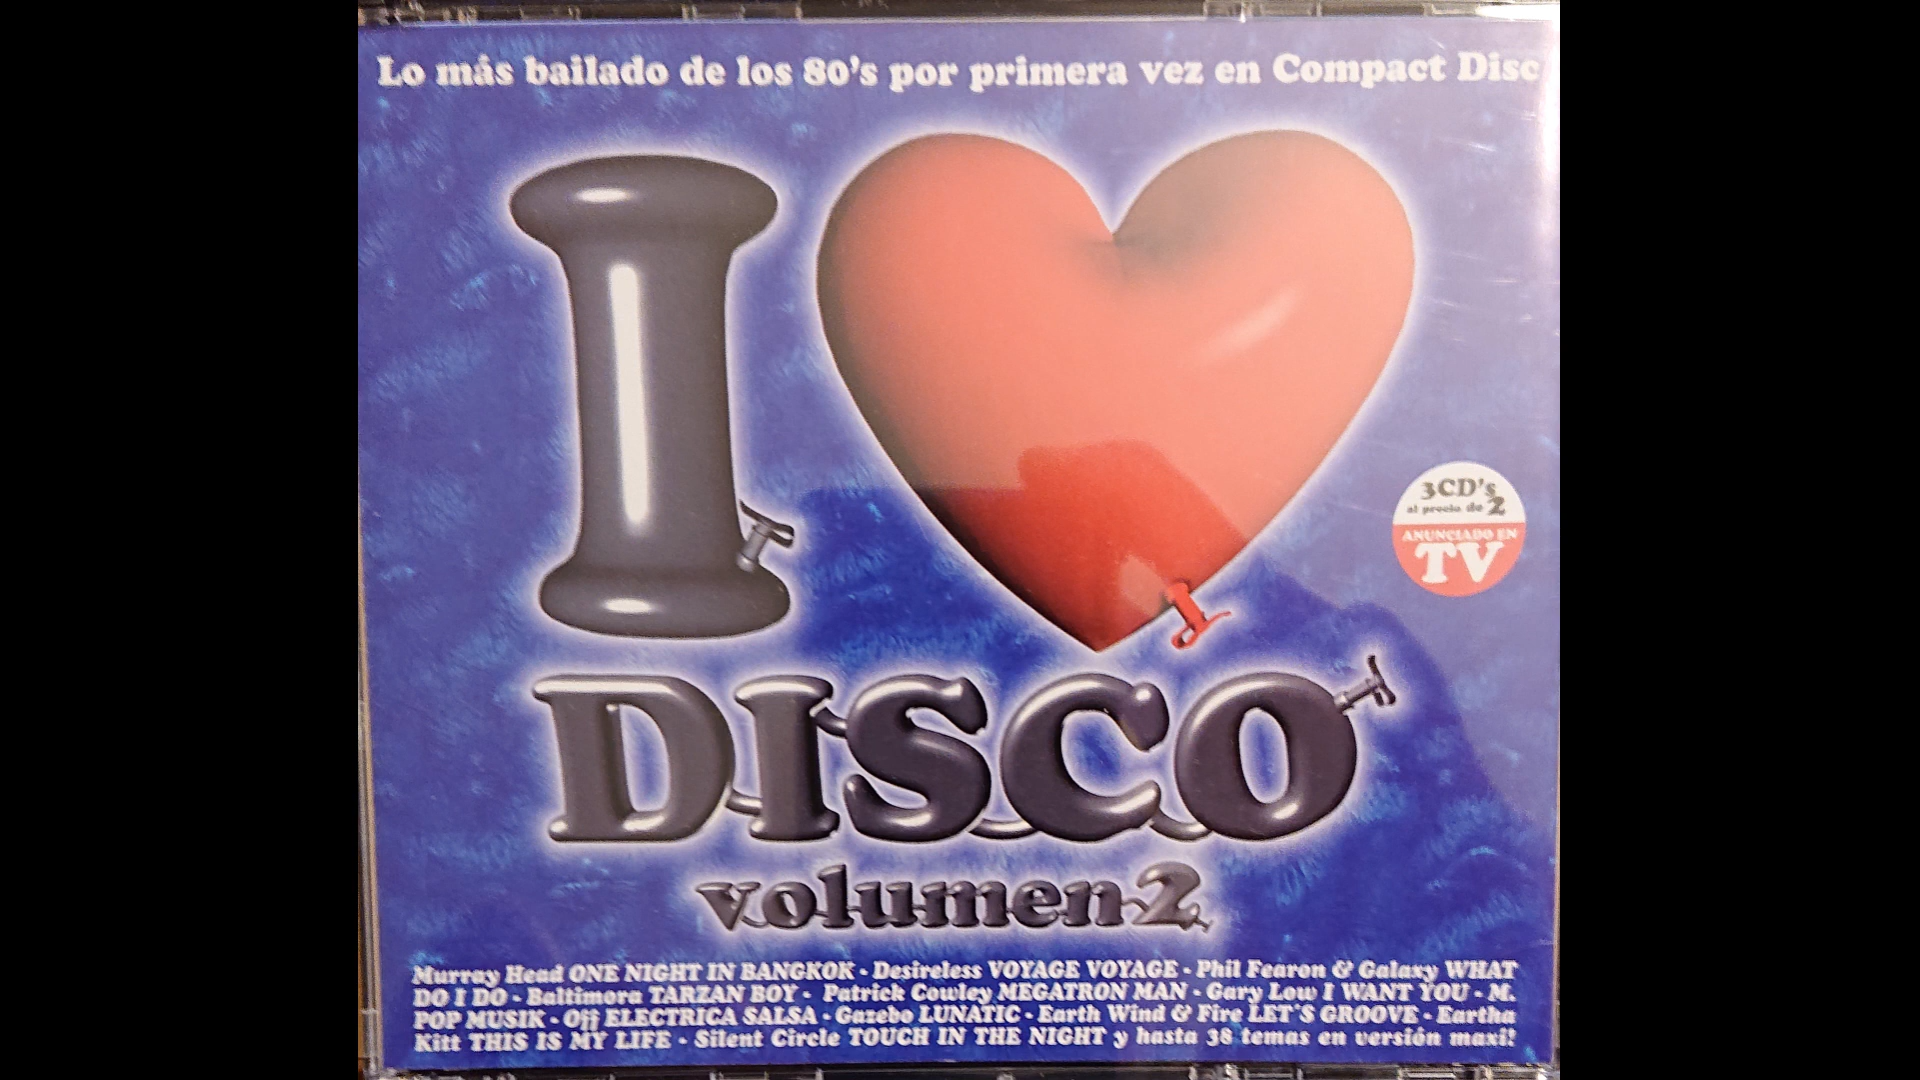 Lo más bailado de los 80's por primera vez en Compact Disc
I
DISCO
volumen 2
3CD's
al precio de 2
ANUNCIADO EN
TV
Murray Head ONE NIGHT IN BANGKOK - Desireless VOYAGE VOYAGE - Phil Fearon & Galaxy WHAT
DO I DO - Baltimora TARZAN BOY - Patrick Cowley MEGATRON MAN - Gary Low I WANT YOU - M.
POP MUSIK - Off ELECTRICA SALSA - Gazebo LUNATIC - Earth Wind & Fire LET'S GROOVE - Eartha
Kitt THIS IS MY LIFE - Silent Circle TOUCH IN THE NIGHT y hasta 38 temas en versión maxi!